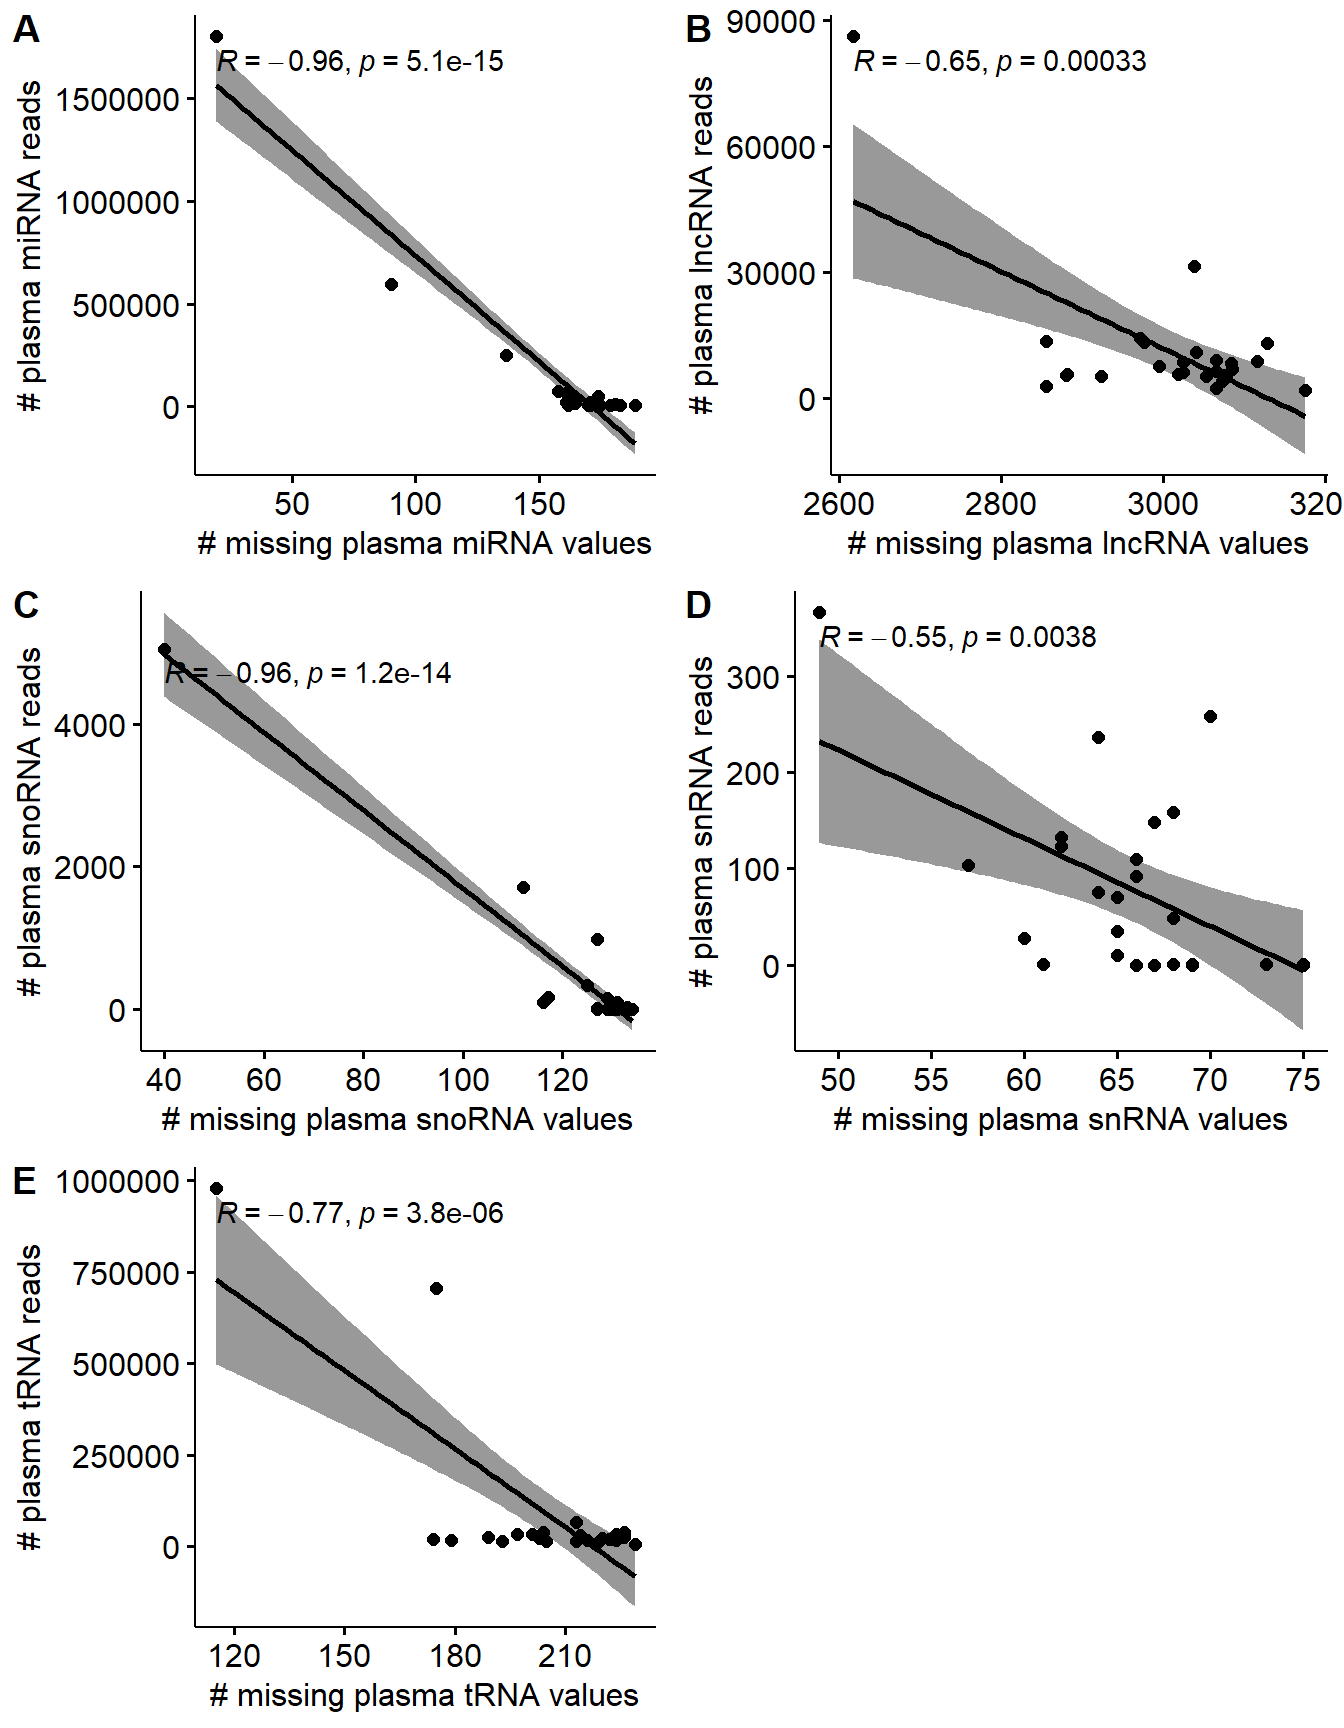 A
R = −0.96, p = 5.1e-15
# plasma miRNA reads
1500000
1000000
500000
0
50 100 150
# missing plasma miRNA values
B
R = −0.65, p = 0.00033
# plasma lncRNA reads
90000
60000
30000
0
2600 2800 3000 320
# missing plasma lncRNA values
C
R = −0.96, p = 1.2e-14
# plasma snoRNA reads
4000
2000
0
40 60 80 100 120
# missing plasma snoRNA values
D
R = −0.55, p = 0.0038
# plasma snRNA reads
300
200
100
0
50 55 60 65 70 75
# missing plasma snRNA values
E
R = −0.77, p = 3.8e-06
# plasma tRNA reads
1000000
750000
500000
250000
0
120 150 180 210
# missing plasma tRNA values